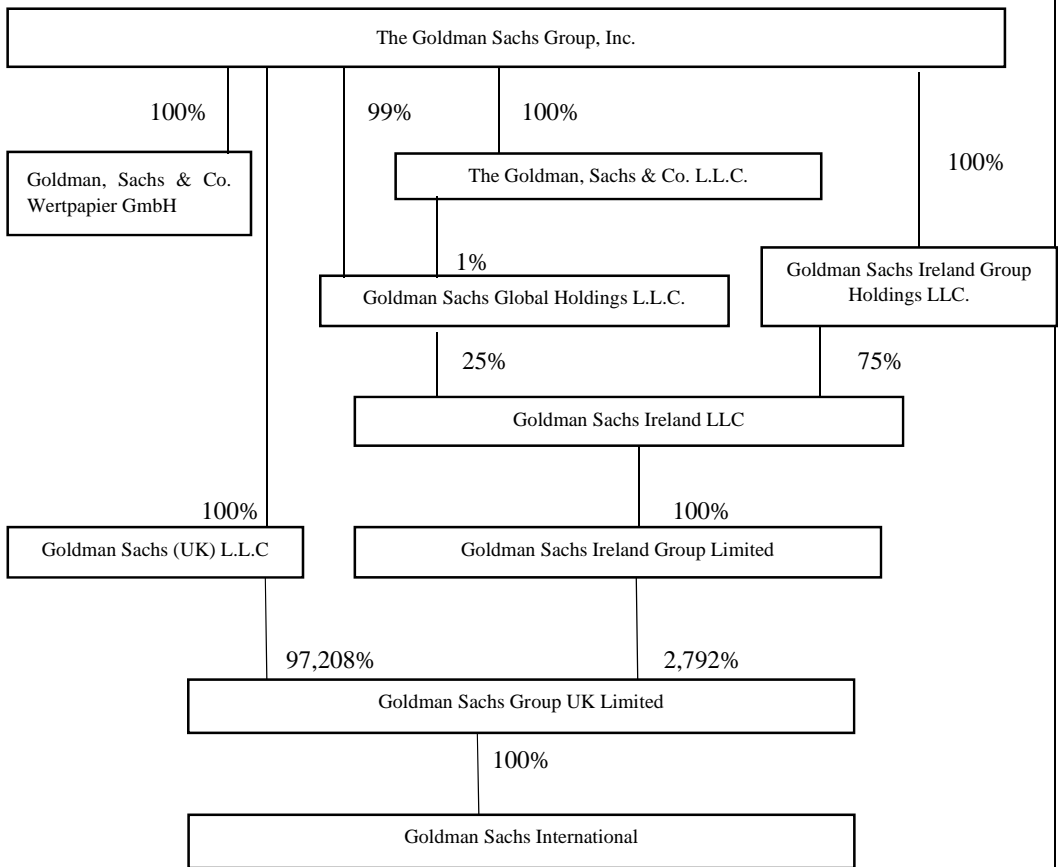 The Goldman Sachs Group, Inc.
100%
99%
100%
100%
Goldman, Sachs & Co.
Wertpapier GmbH
The Goldman, Sachs & Co. L.L.C.
1%
Goldman Sachs Ireland Group
Holdings LLC.
Goldman Sachs Global Holdings L.L.C.
25%
75%
Goldman Sachs Ireland LLC
100%
100%
Goldman Sachs (UK) L.L.C
Goldman Sachs Ireland Group Limited
97,208%
2,792%
Goldman Sachs Group UK Limited
100%
Goldman Sachs International